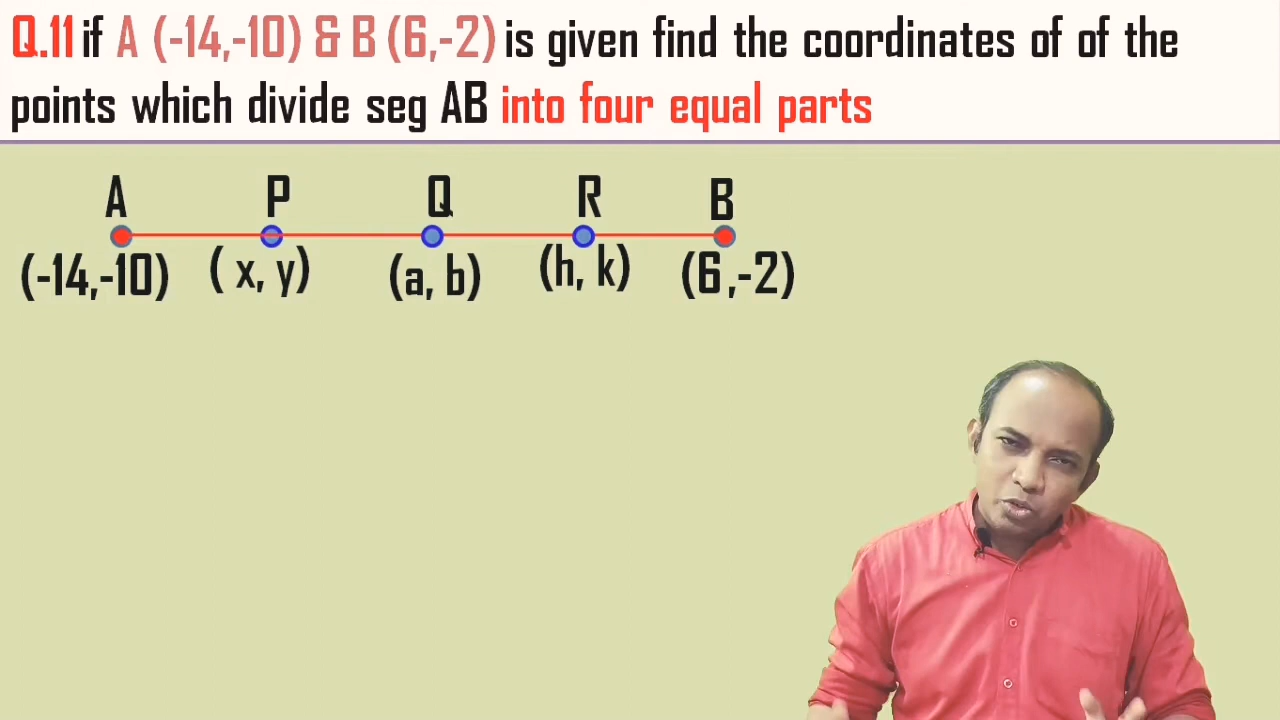 Q.11 if A (-14,-10) & B (6,-2) is given find the coordinates of of the
points which divide seg AB into four equal parts
A P Q R B
(-14,-10) ( x, y) (a, b) (h, k) (6 ,-2)